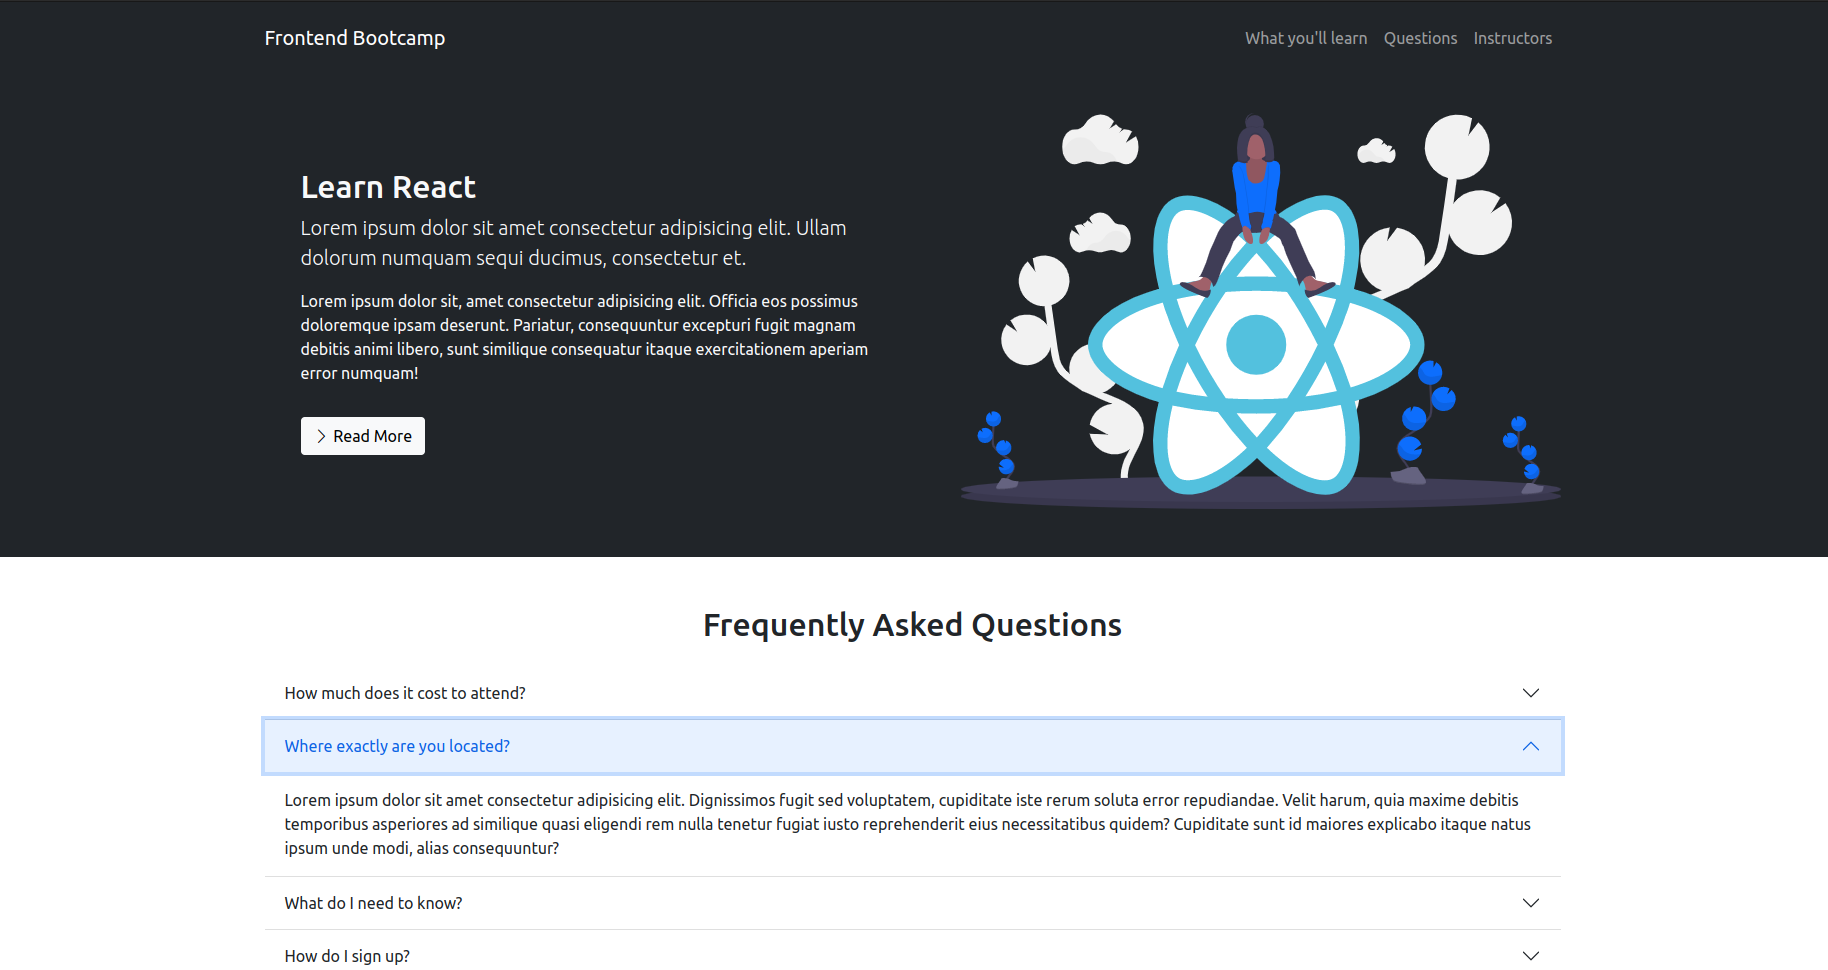 Frontend Bootcamp
What you'll learn
Questions
Instructors
Learn React
Lorem ipsum dolor sit amet consectetur adipisicing elit. Ullam
dolorum numquam sequi ducimus, consectetur et.
Lorem ipsum dolor sit, amet consectetur adipisicing elit. Officia eos possimus
doloremque ipsam deserunt. Pariatur, consequuntur excepturi fugit magnam
debitis animi libero, sunt similique consequatur itaque exercitationem aperiam
error numquam!
Read More
Frequently Asked Questions
How much does it cost to attend?
Where exactly are you located?
Lorem ipsum dolor sit amet consectetur adipisicing elit. Dignissimos fugit sed voluptatem, cupiditate iste rerum soluta error repudiandae. Velit harum, quia maxime debitis
temporibus asperiores ad similique quasi eligendi rem nulla tenetur fugiat iusto reprehenderit eius necessitatibus quidem? Cupiditate sunt id maiores explicabo itaque natus
ipsum unde modi, alias consequuntur?
What do I need to know?
How do I sign up?